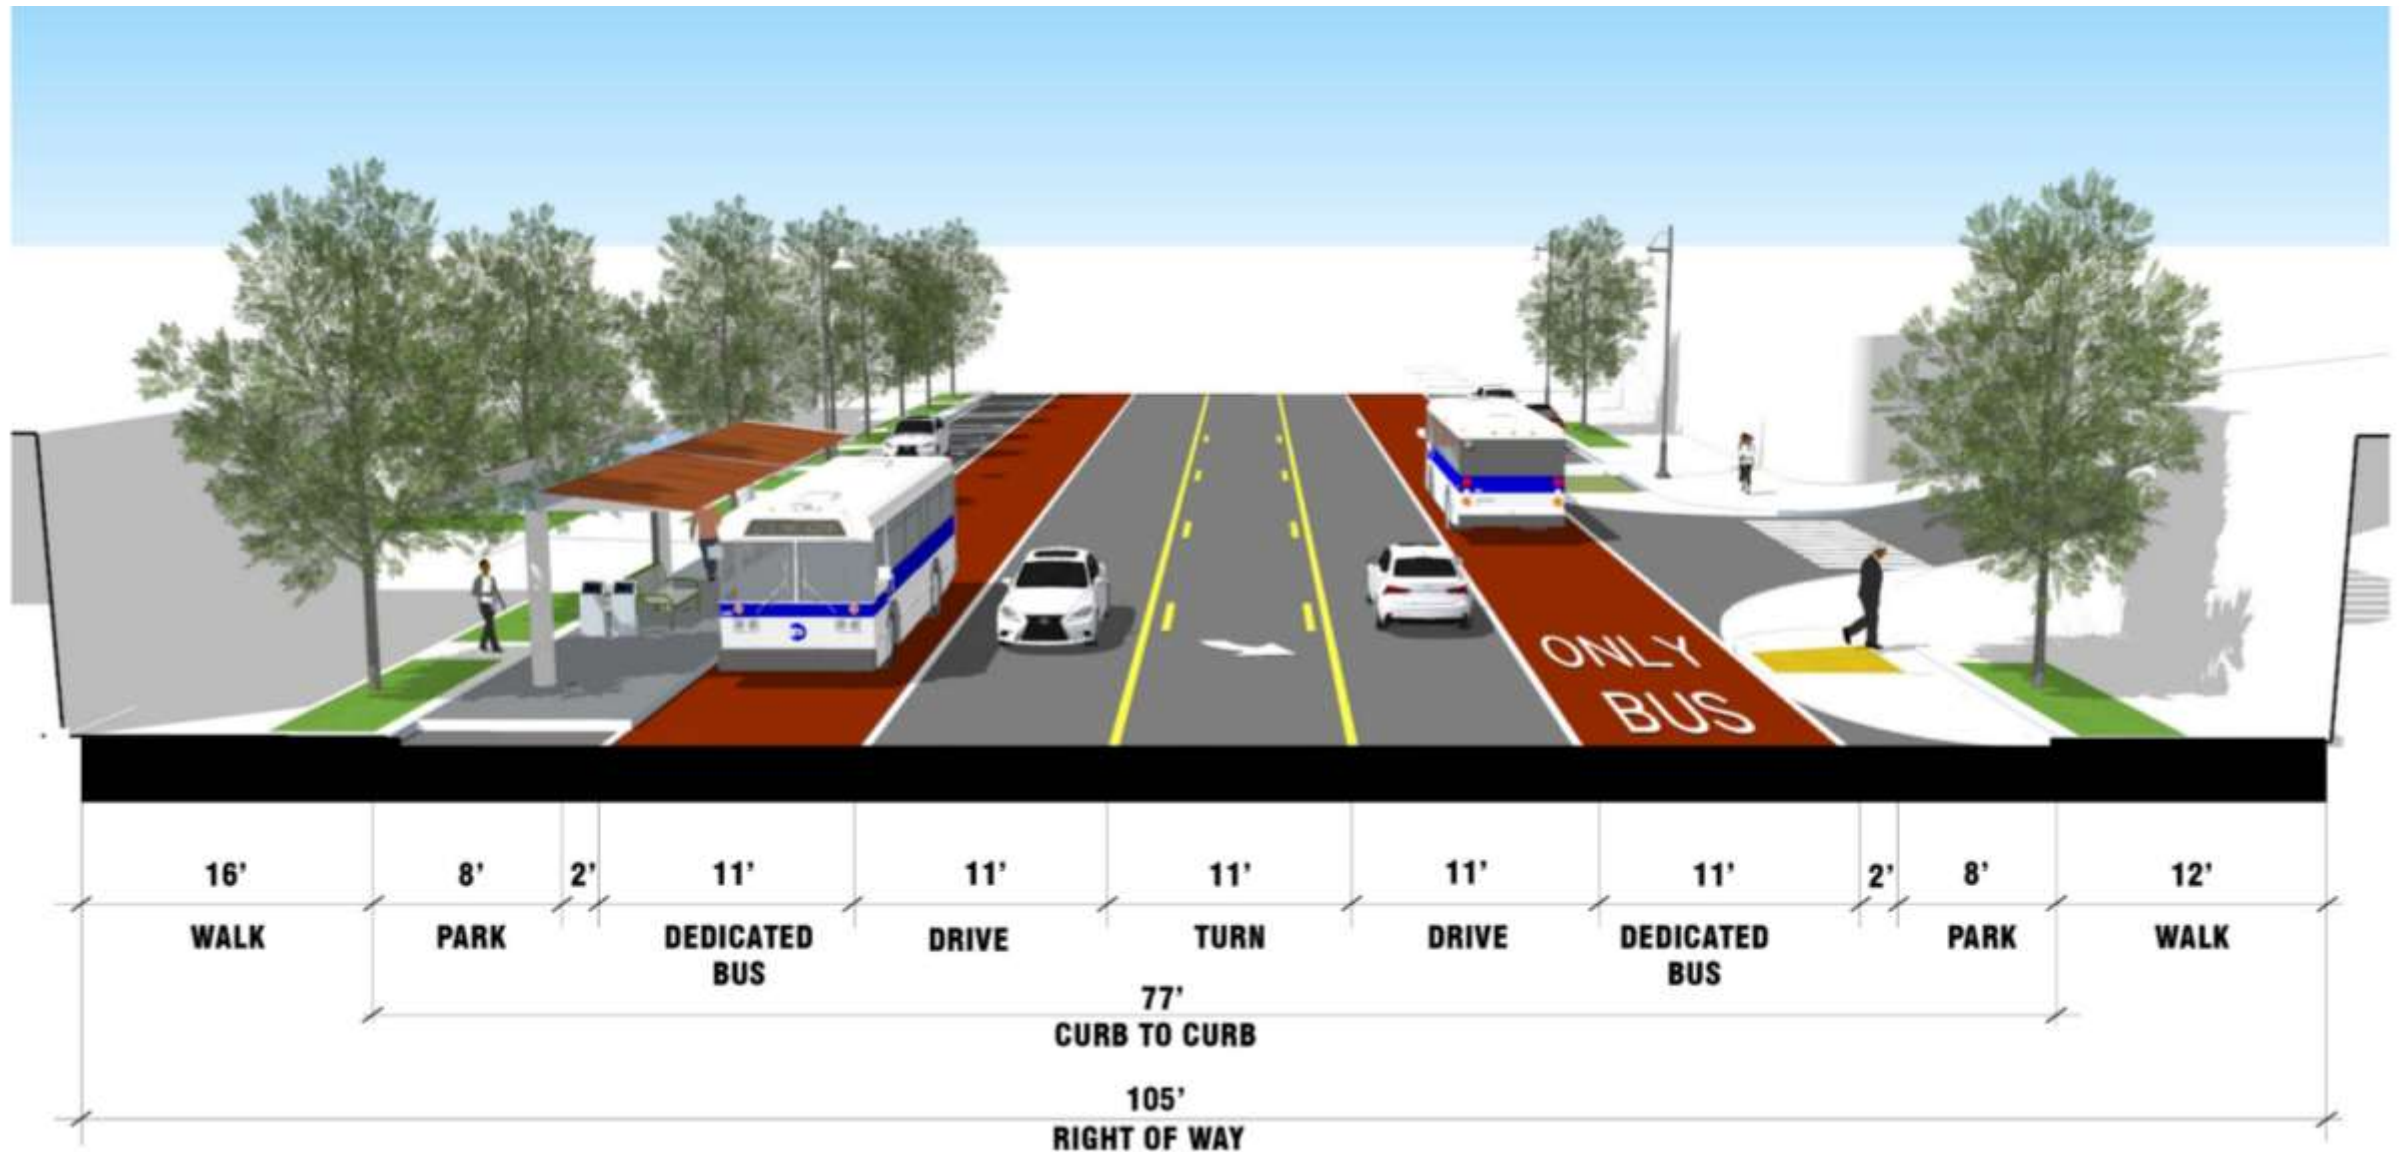 ONLY
BUS
16’ 8’ 2’ 11’ 11’ 11’ 11’ 11’ 2’ 8’ 12’
WALK PARK DEDICATED DRIVE TURN DRIVE DEDICATED PARK WALK
BUS BUS
77’
CURB TO CURB
105’
RIGHT OF WAY